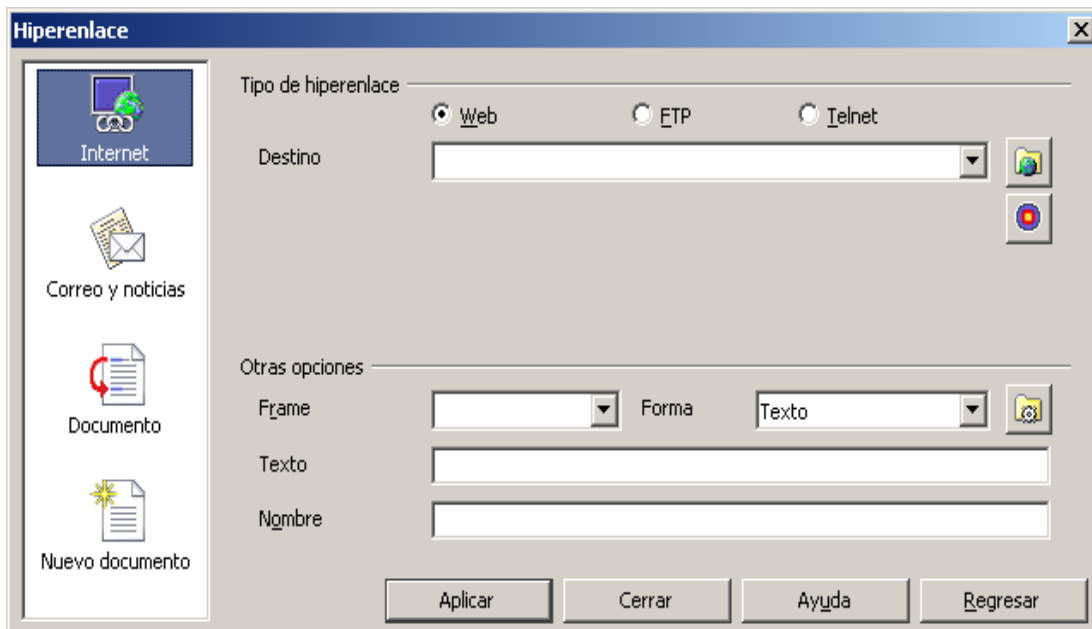 Hiperenlace
Internet
Correo y noticias
Documento
Nuevo documento
Tipo de hiperenlace
Web FTP Telnet
Destino
Otras opciones
Frame Forma Texto
Texto
Nombre
Aplicar Cerrar Ayuda Regresar